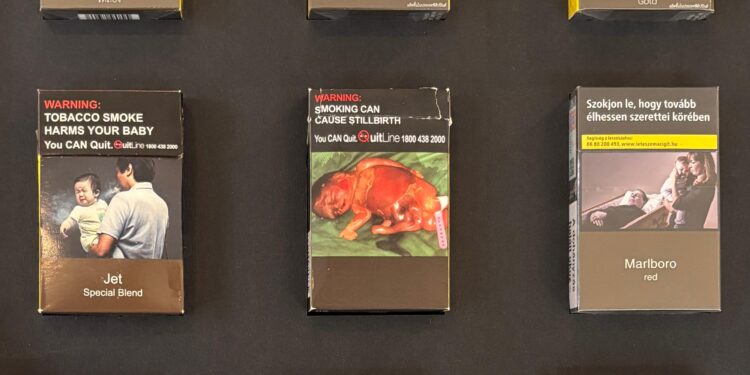 Gold
WARNING:
TOBACCO SMOKE
HARMS YOUR BABY
You CAN Quit. QuitLine 1800 438 2000
Jet
Special Blend
WARNING:
SMOKING CAN
CAUSE STILLBIRTH
You CAN Quit. QuitLine 1800 438 2000
Szokjon le, hogy tovább
élhessen szerettei körében
Segítség a leszokáshoz:
06 80 200 493, www.leteszemacigit.hu
Marlboro
red